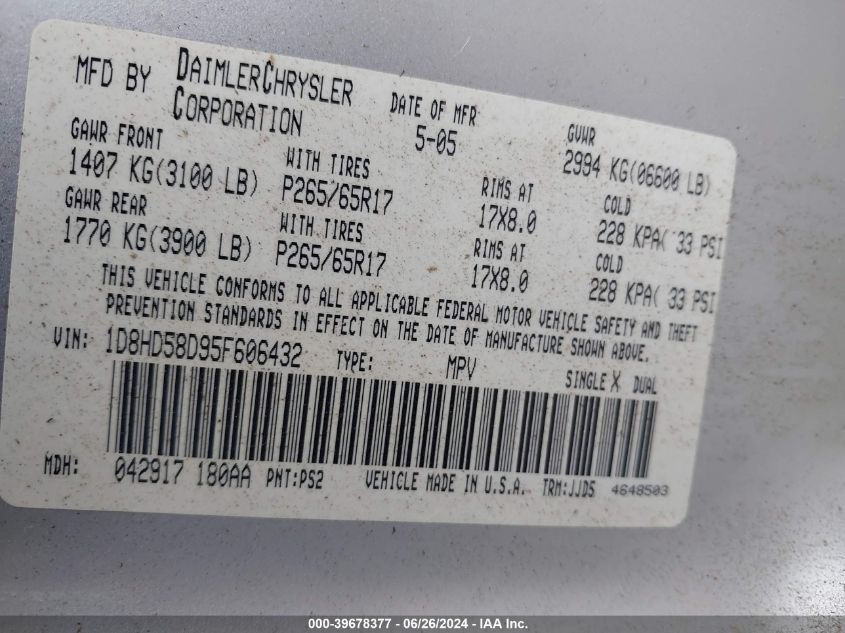 MFD BY DAIMLERCHRYSLER CORPORATION DATE OF MFR 5-05 GVWR 2994 KG(06600 LB)
GAWR FRONT WITH TIRES RIMS AT COLD
1407 KG(3100 LB) P265/65R17 17X8.0 228 KPA( 33 PSI
GAWR REAR WITH TIRES RIMS AT COLD
1770 KG(3900 LB) P265/65R17 17X8.0 228 KPA( 33 PSI
THIS VEHICLE CONFORMS TO ALL APPLICABLE FEDERAL MOTOR VEHICLE SAFETY AND THEFT
PREVENTION STANDARDS IN EFFECT ON THE DATE OF MANUFACTURE SHOWN ABOVE.
VIN: 1D8HD58D95F606432 TYPE: MPV SINGLE X DUAL
MDH: 042917 180AA PNT:PS2 VEHICLE MADE IN U.S.A. TRM:JJD5 4648503
000-39678377 - 06/26/2024 - IAA Inc.